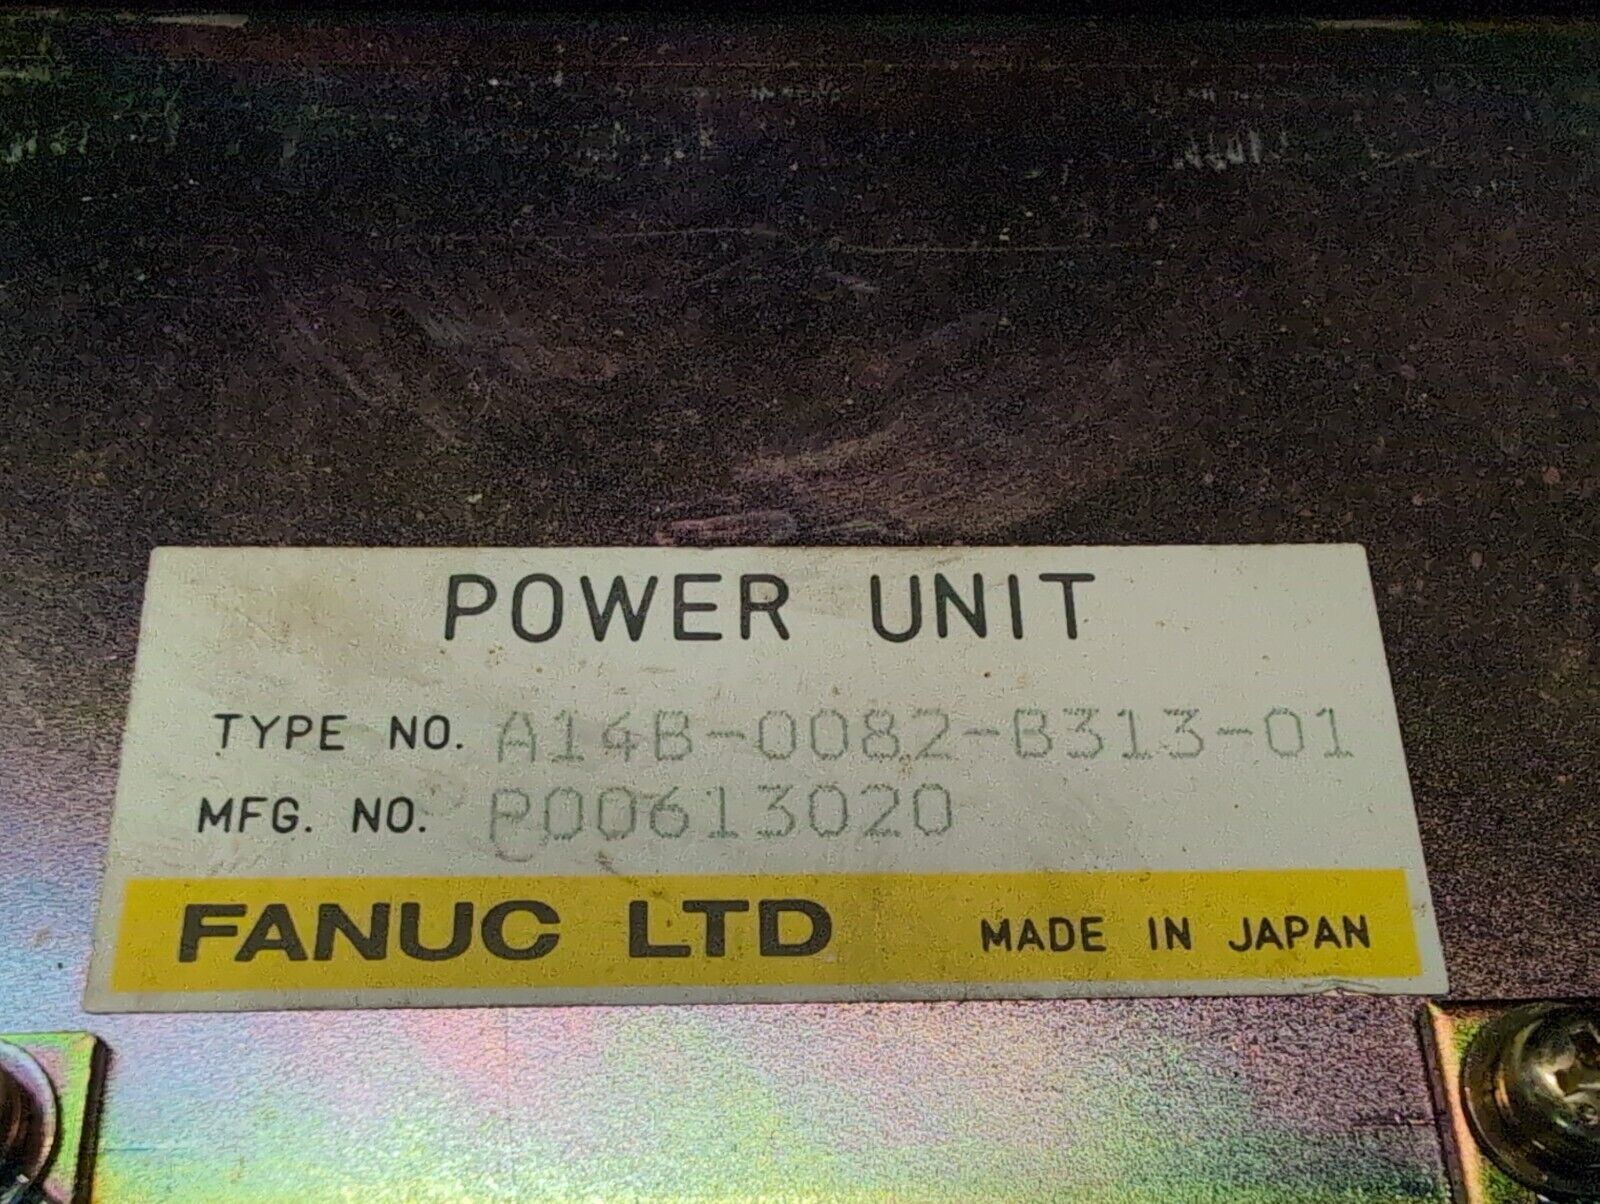 POWER UNIT
TYPE NO. A14B-0082-B313-01
MFG. NO. P00613020
FANUC LTD MADE IN JAPAN